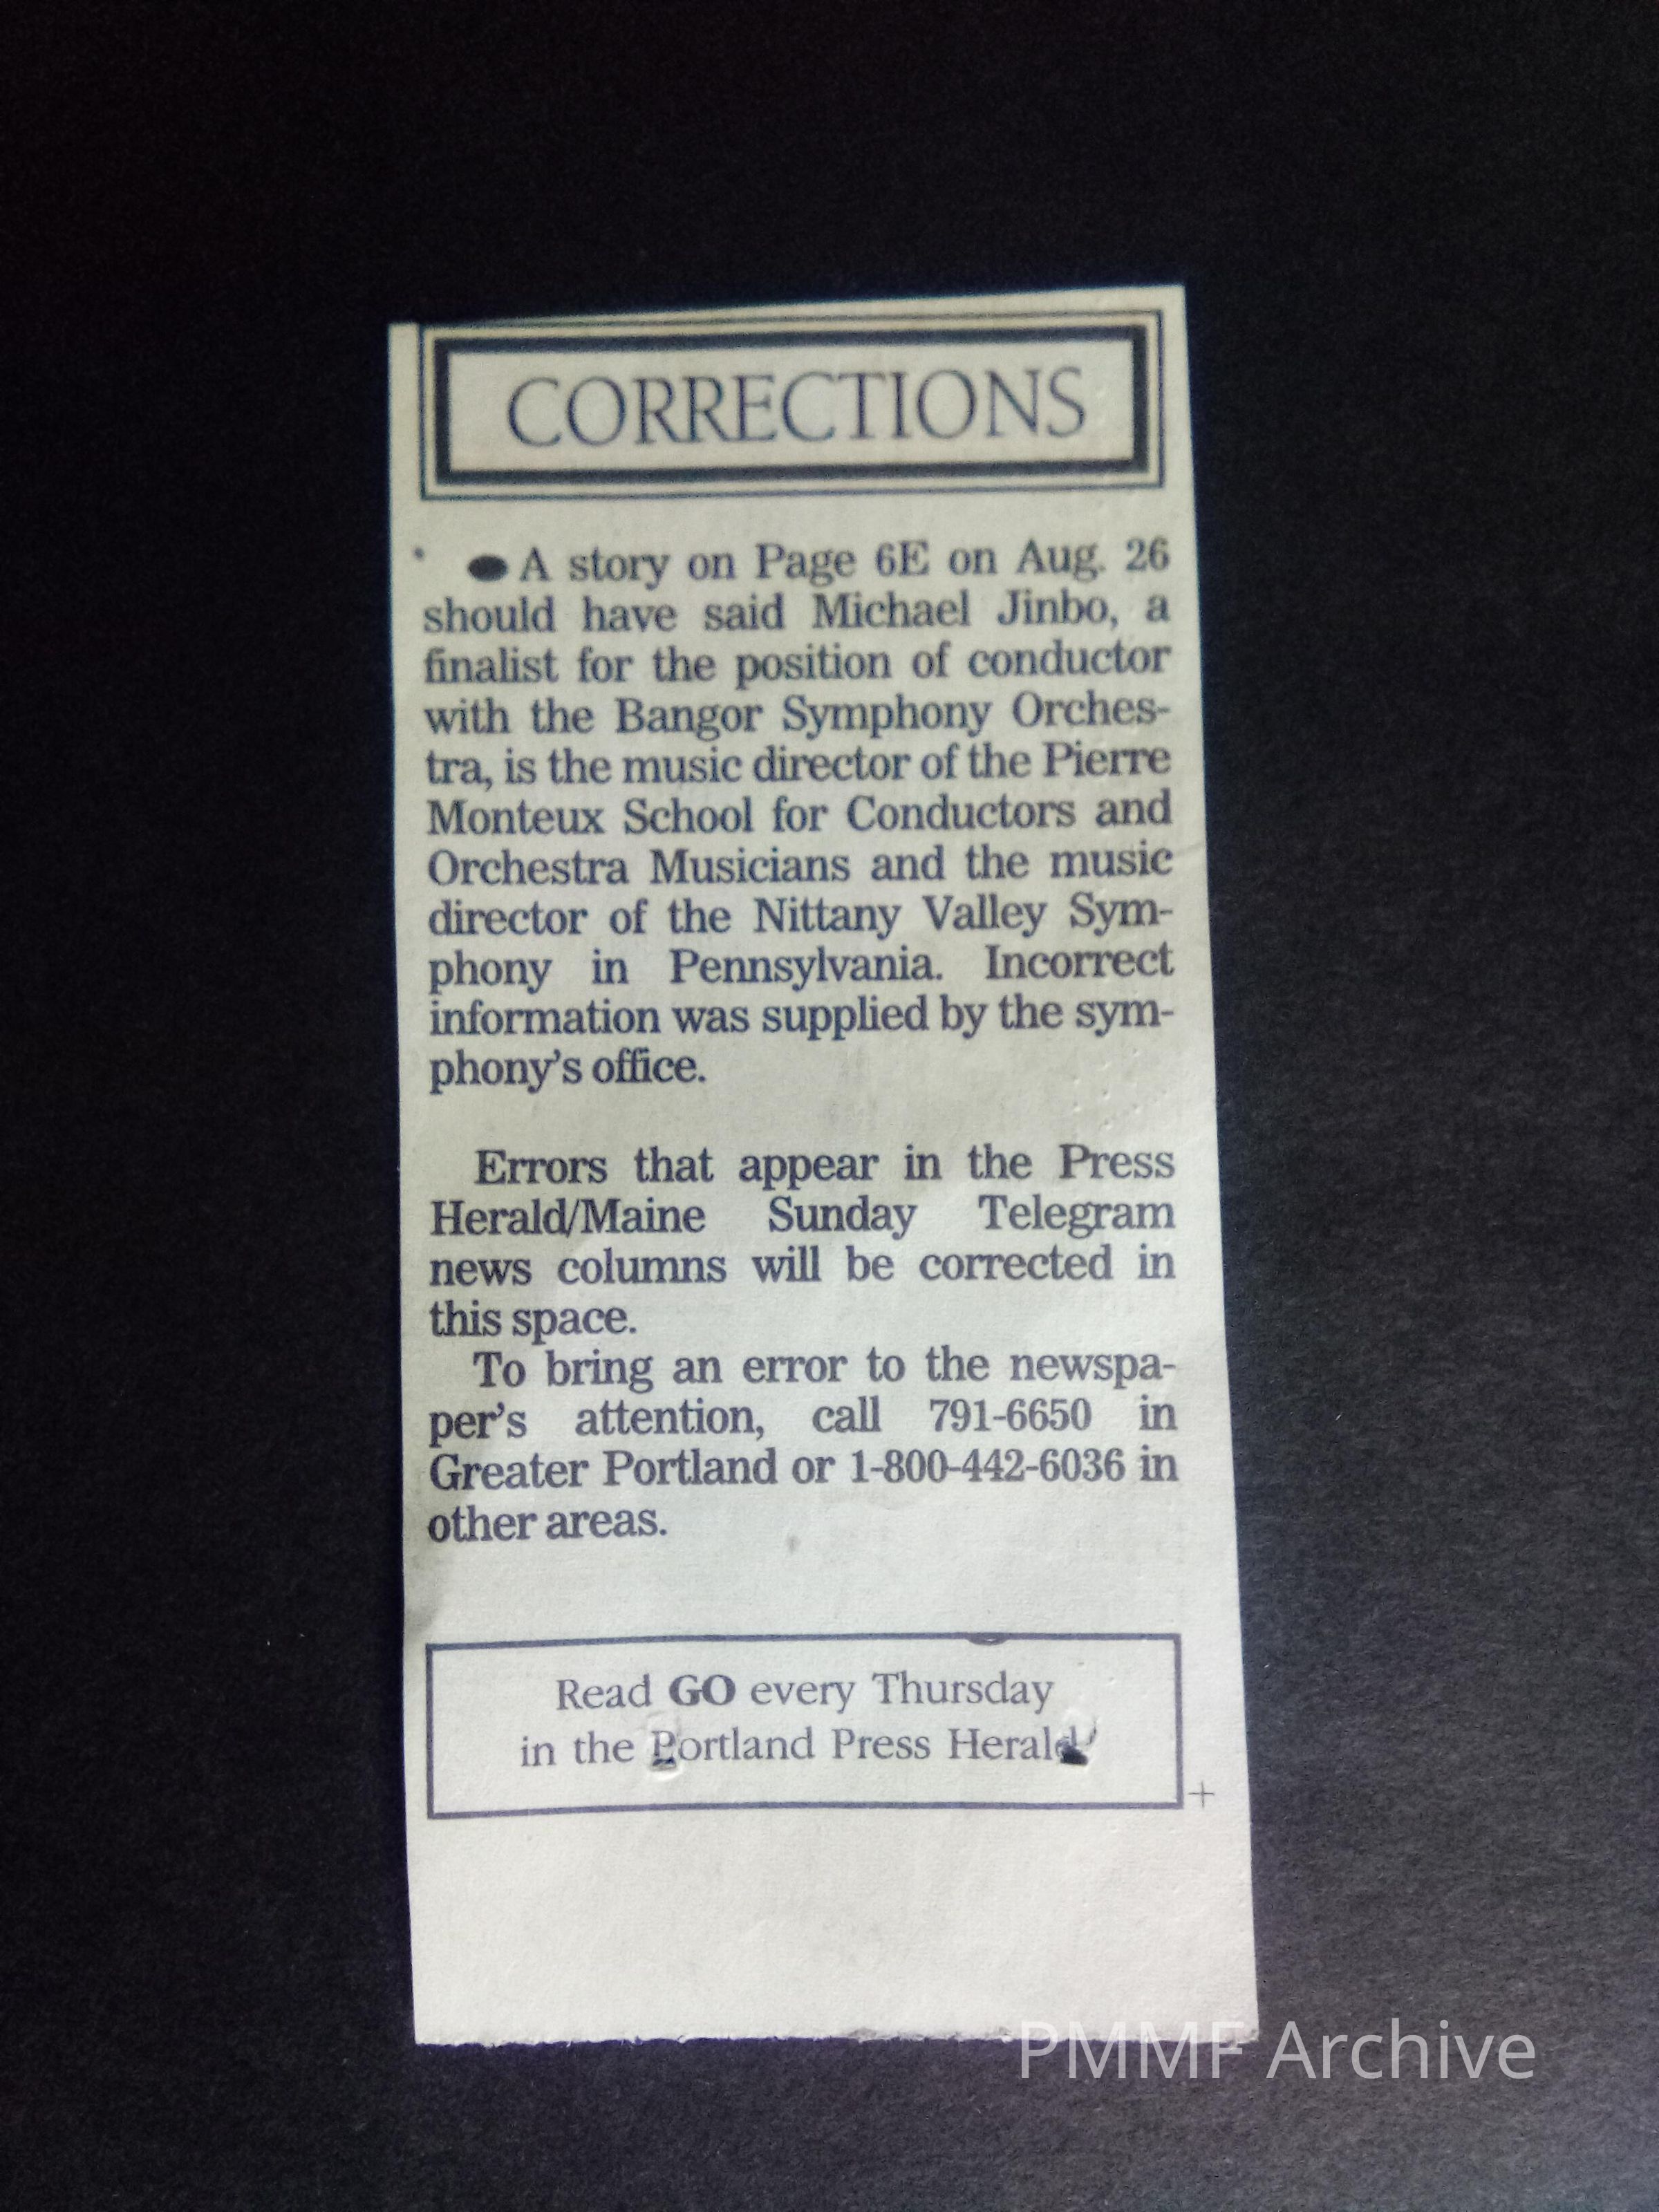 CORRECTIONS
● A story on Page 6E on Aug. 26
should have said Michael Jinbo, a
finalist for the position of conductor
with the Bangor Symphony Orches-
tra, is the music director of the Pierre
Monteux School for Conductors and
Orchestra Musicians and the music
director of the Nittany Valley Sym-
phony in Pennsylvania. Incorrect
information was supplied by the sym-
phony's office.
Errors that appear in the Press
Herald/Maine Sunday Telegram
news columns will be corrected in
this space.
To bring an error to the newspa-
per's attention, call 791-6650 in
Greater Portland or 1-800-442-6036 in
other areas.
Read GO every Thursday
in the Portland Press Herald
PMMF Archive